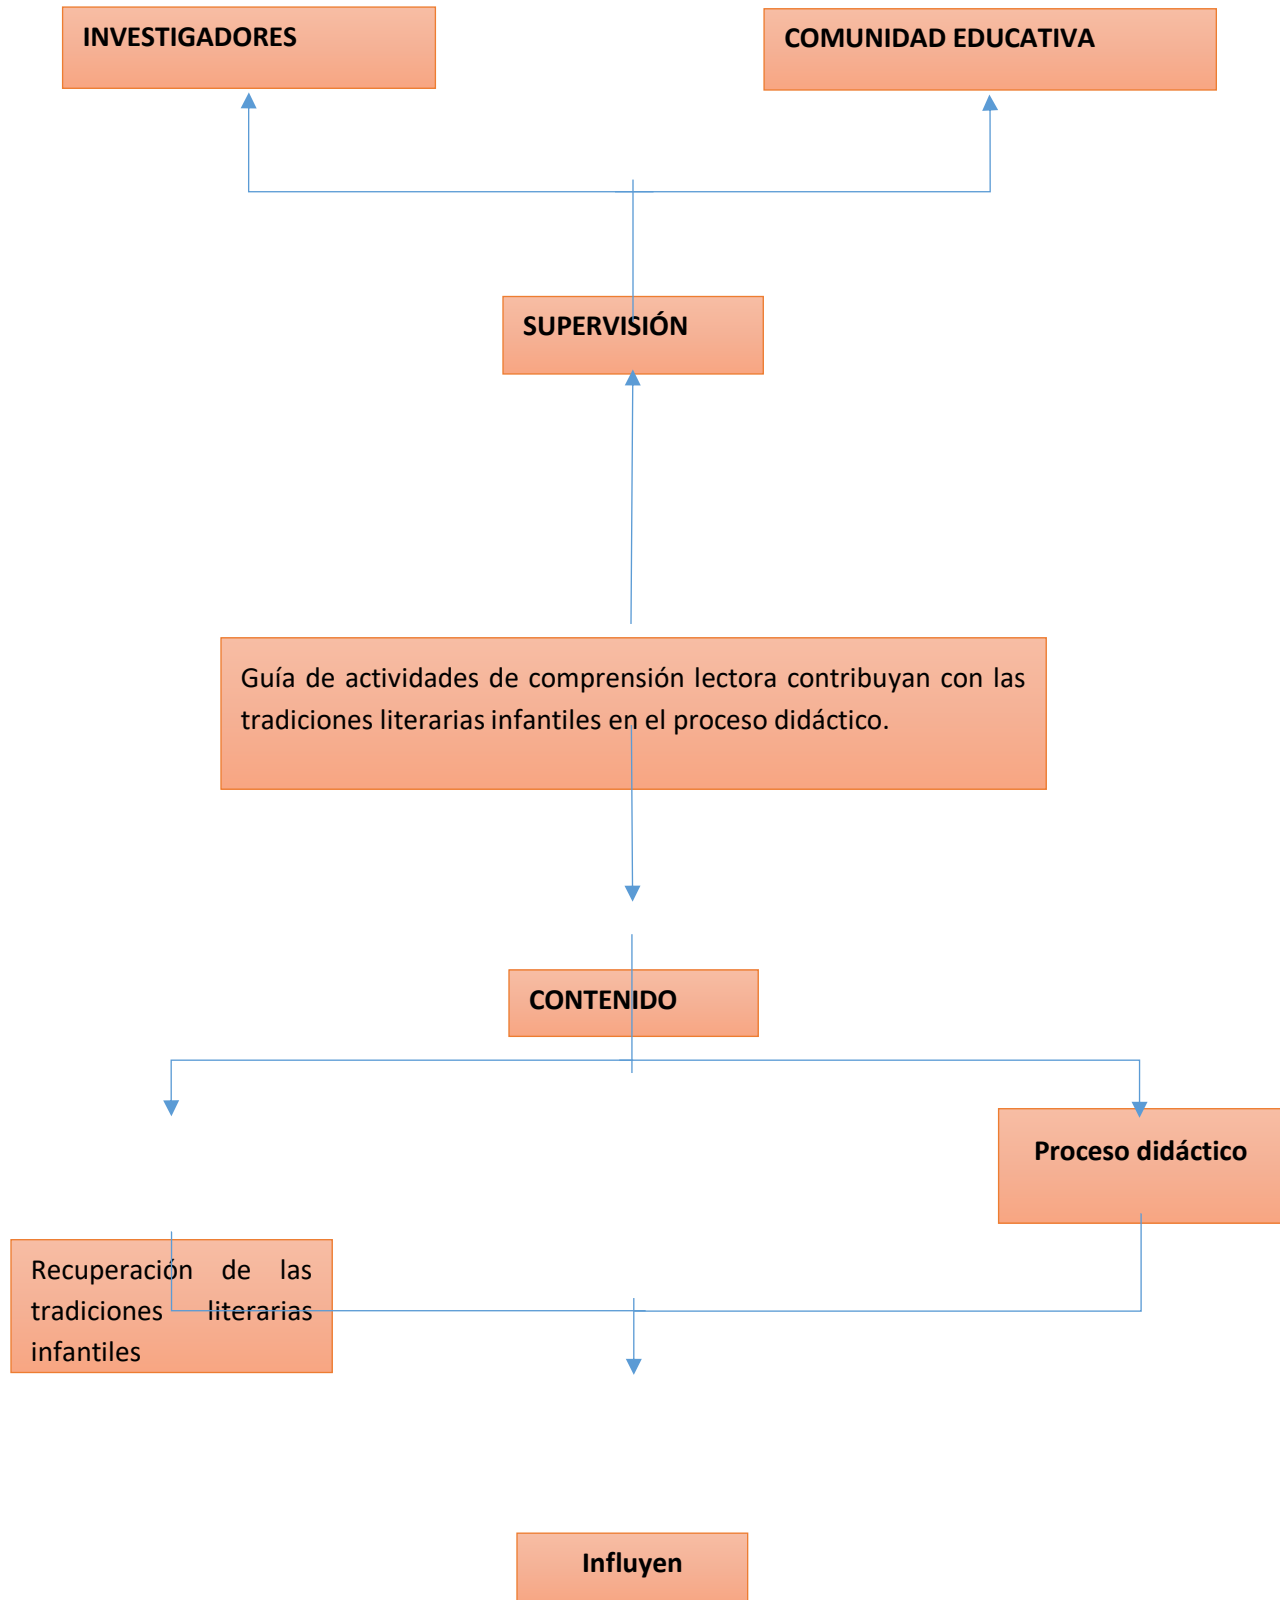 INVESTIGADORES
COMUNIDAD EDUCATIVA
SUPERVISIÓN
Guía de actividades de comprensión lectora contribuyan con las
tradiciones literarias infantiles en el proceso didáctico.
CONTENIDO
Proceso didáctico
Recuperación de las
tradiciones literarias
infantiles
Influyen